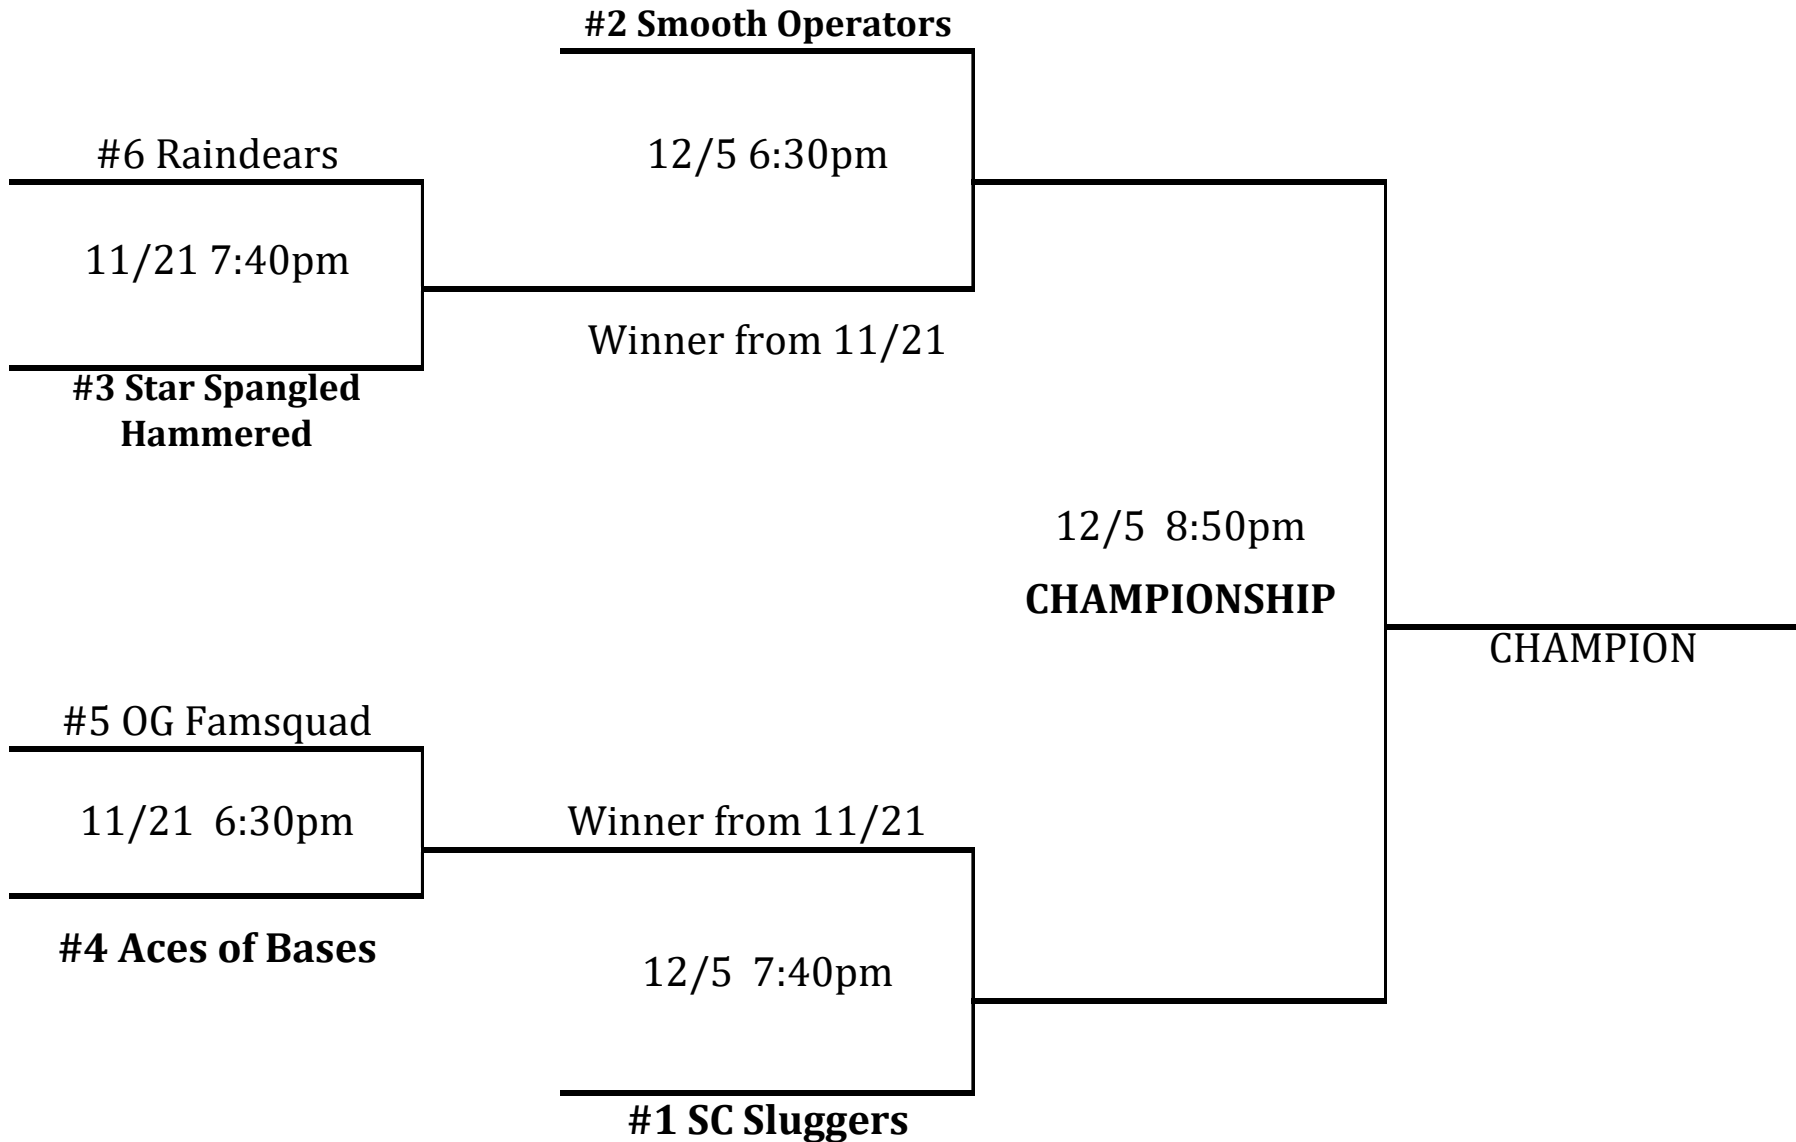 #2 Smooth Operators
#6 Raindears
12/5 6:30pm
11/21 7:40pm
Winner from 11/21
#3 Star Spangled
Hammered
12/5 8:50pm
CHAMPIONSHIP
CHAMPION
#5 OG Famsquad
11/21 6:30pm
Winner from 11/21
#4 Aces of Bases
12/5 7:40pm
#1 SC Sluggers